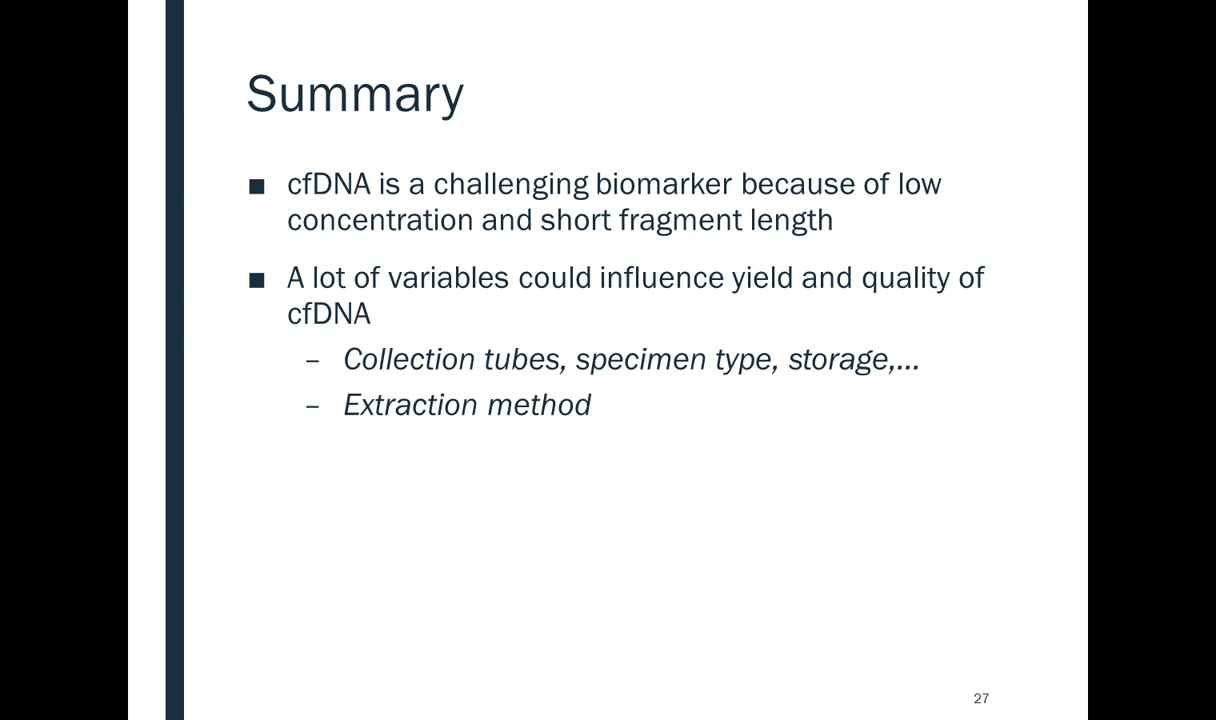 Summary
■ cfDNA is a challenging biomarker because of low
concentration and short fragment length
■ A lot of variables could influence yield and quality of
cfDNA
– Collection tubes, specimen type, storage,...
– Extraction method
27